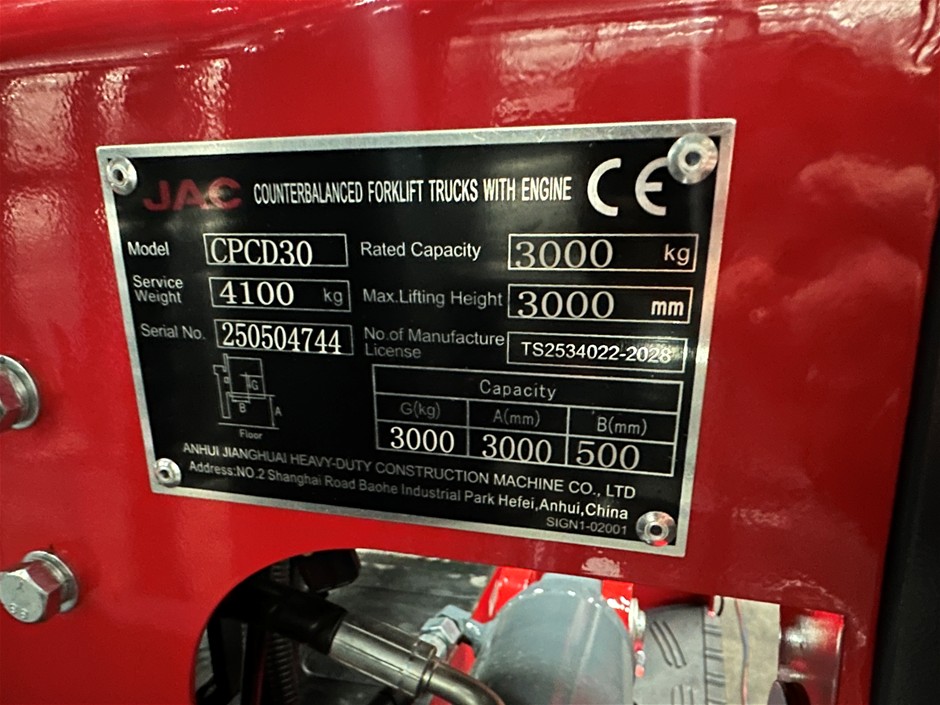 JAC COUNTERBALANCED FORKLIFT TRUCKS WITH ENGINE CE
Model CPCD30 Rated Capacity 3000 kg
Service Weight 4100 kg Max.Lifting Height 3000 mm
Serial No. 250504744 No.of Manufacture License TS2534022-2028
Capacity
G(kg) A(mm) B(mm)
3000 3000 500
G
B A
Floor
ANHUI JIANGHUAI HEAVY-DUTY CONSTRUCTION MACHINE CO., LTD
Address:NO.2 Shanghai Road Baohe Industrial Park Hefei,Anhui,China
SIGN1-02001